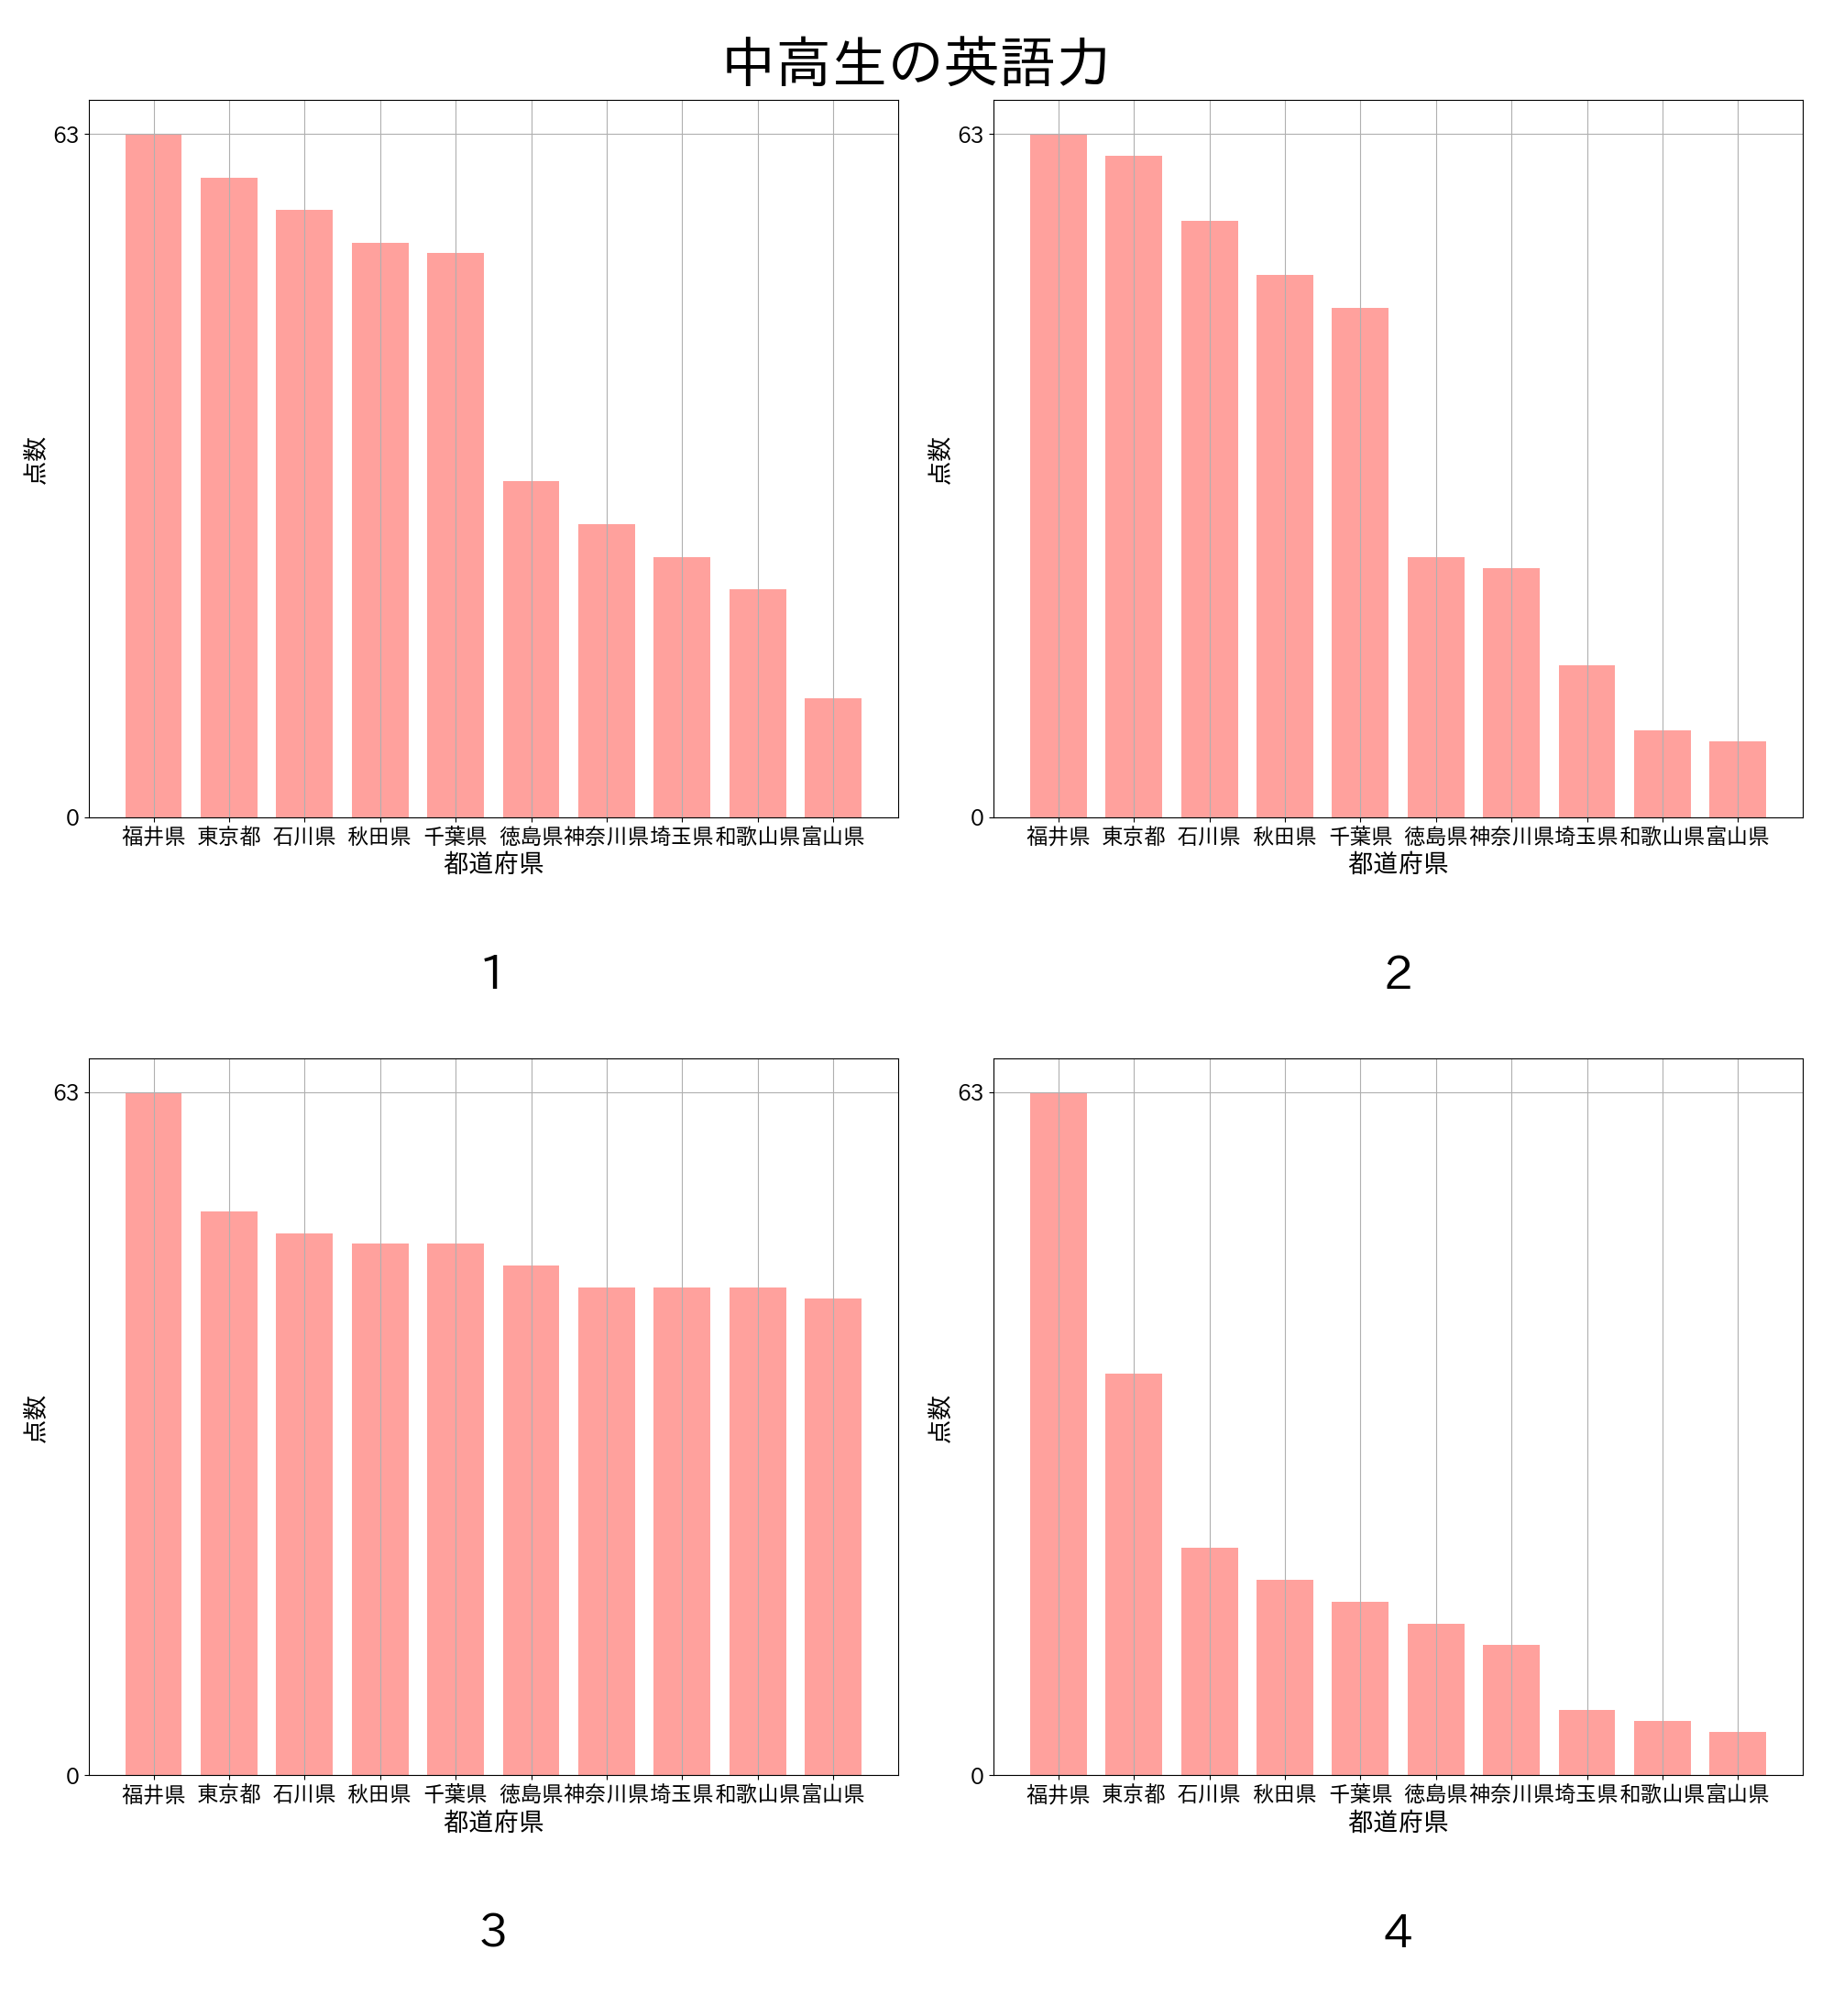 中高生の英語力
63
0
点数
福井県 東京都 石川県 秋田県 千葉県 徳島県 神奈川県 埼玉県 和歌山県 富山県
都道府県
1
63
0
点数
福井県 東京都 石川県 秋田県 千葉県 徳島県 神奈川県 埼玉県 和歌山県 富山県
都道府県
2
63
0
点数
福井県 東京都 石川県 秋田県 千葉県 徳島県 神奈川県 埼玉県 和歌山県 富山県
都道府県
3
63
0
点数
福井県 東京都 石川県 秋田県 千葉県 徳島県 神奈川県 埼玉県 和歌山県 富山県
都道府県
4